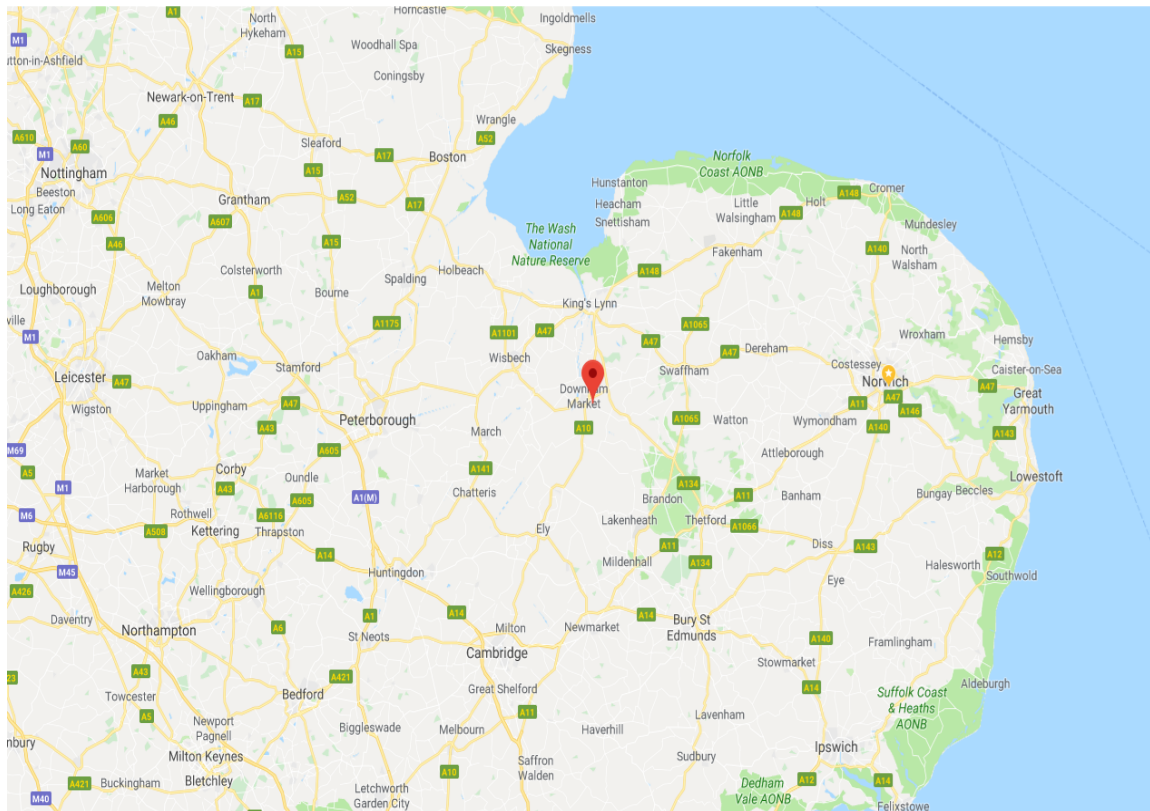 A1
North
Hykeham
Horncastle
Ingoldmells
M1
utton-in-Ashfield
A15
Woodhall Spa
Skegness
Coningsby
Newark-on-Trent
A17
A46
Wrangle
A610
A60
Sleaford
A52
M1
A17
Boston
Nottingham
A15
Norfolk
Coast AONB
Beeston
Grantham
A52
Hunstanton
A148
Cromer
Long Eaton
A606
A607
A17
Heacham
Little
Walsingham
Holt
A148
Snettisham
Mundesley
A46
A15
The Wash
National
Nature Reserve
A140
North
Walsham
Fakenham
Colsterworth
Holbeach
A148
Loughborough
Melton
Mowbray
A1
Bourne
Spalding
King's Lynn
ville
M1
A1175
A1101
A47
A1065
Wroxham
Hemsby
A47
Dereham
Oakham
Wisbech
A47
Costessey
Leicester
A47
Stamford
Swaffham
Norwich
Caister-on-Sea
A47
Great
Yarmouth
Wigston
Uppingham
A47
Downham
Market
A11
A47
A146
Peterborough
A1065
Watton
Wymondham
A43
March
A10
A140
A143
M69
A605
Attleborough
A5
Market
Harborough
Corby
Oundle
A141
Lowestoft
M1
A43
A605
A1(M)
Chatteris
A134
A11
Banham
Bungay
Beccles
Brandon
M6
Rothwell
A6116
Lakenheath
Thetford
A508
Kettering
Thrapston
Ely
A1066
Rugby
A14
A11
Diss
A143
A12
Mildenhall
A134
Halesworth
M45
Huntingdon
Southwold
A426
Wellingborough
Eye
Daventry
A1
A14
A14
Bury St
Edmunds
Northampton
A6
St Neots
Milton
Newmarket
A140
Framlingham
Cambridge
A43
A421
Stowmarket
23
Great Shelford
A14
Aldeburgh
Towcester
Bedford
Suffolk Coast
& Heaths
AONB
A5
Newport
Pagnell
Biggleswade
Melbourn
A11
Haverhill
Lavenham
nbury
Milton Keynes
Ipswich
Sudbury
A421
Buckingham
Bletchley
A10
Saffron
Walden
Dedham
Vale AONB
A12
A14
M40
Letchworth
Garden City
Felixstowe